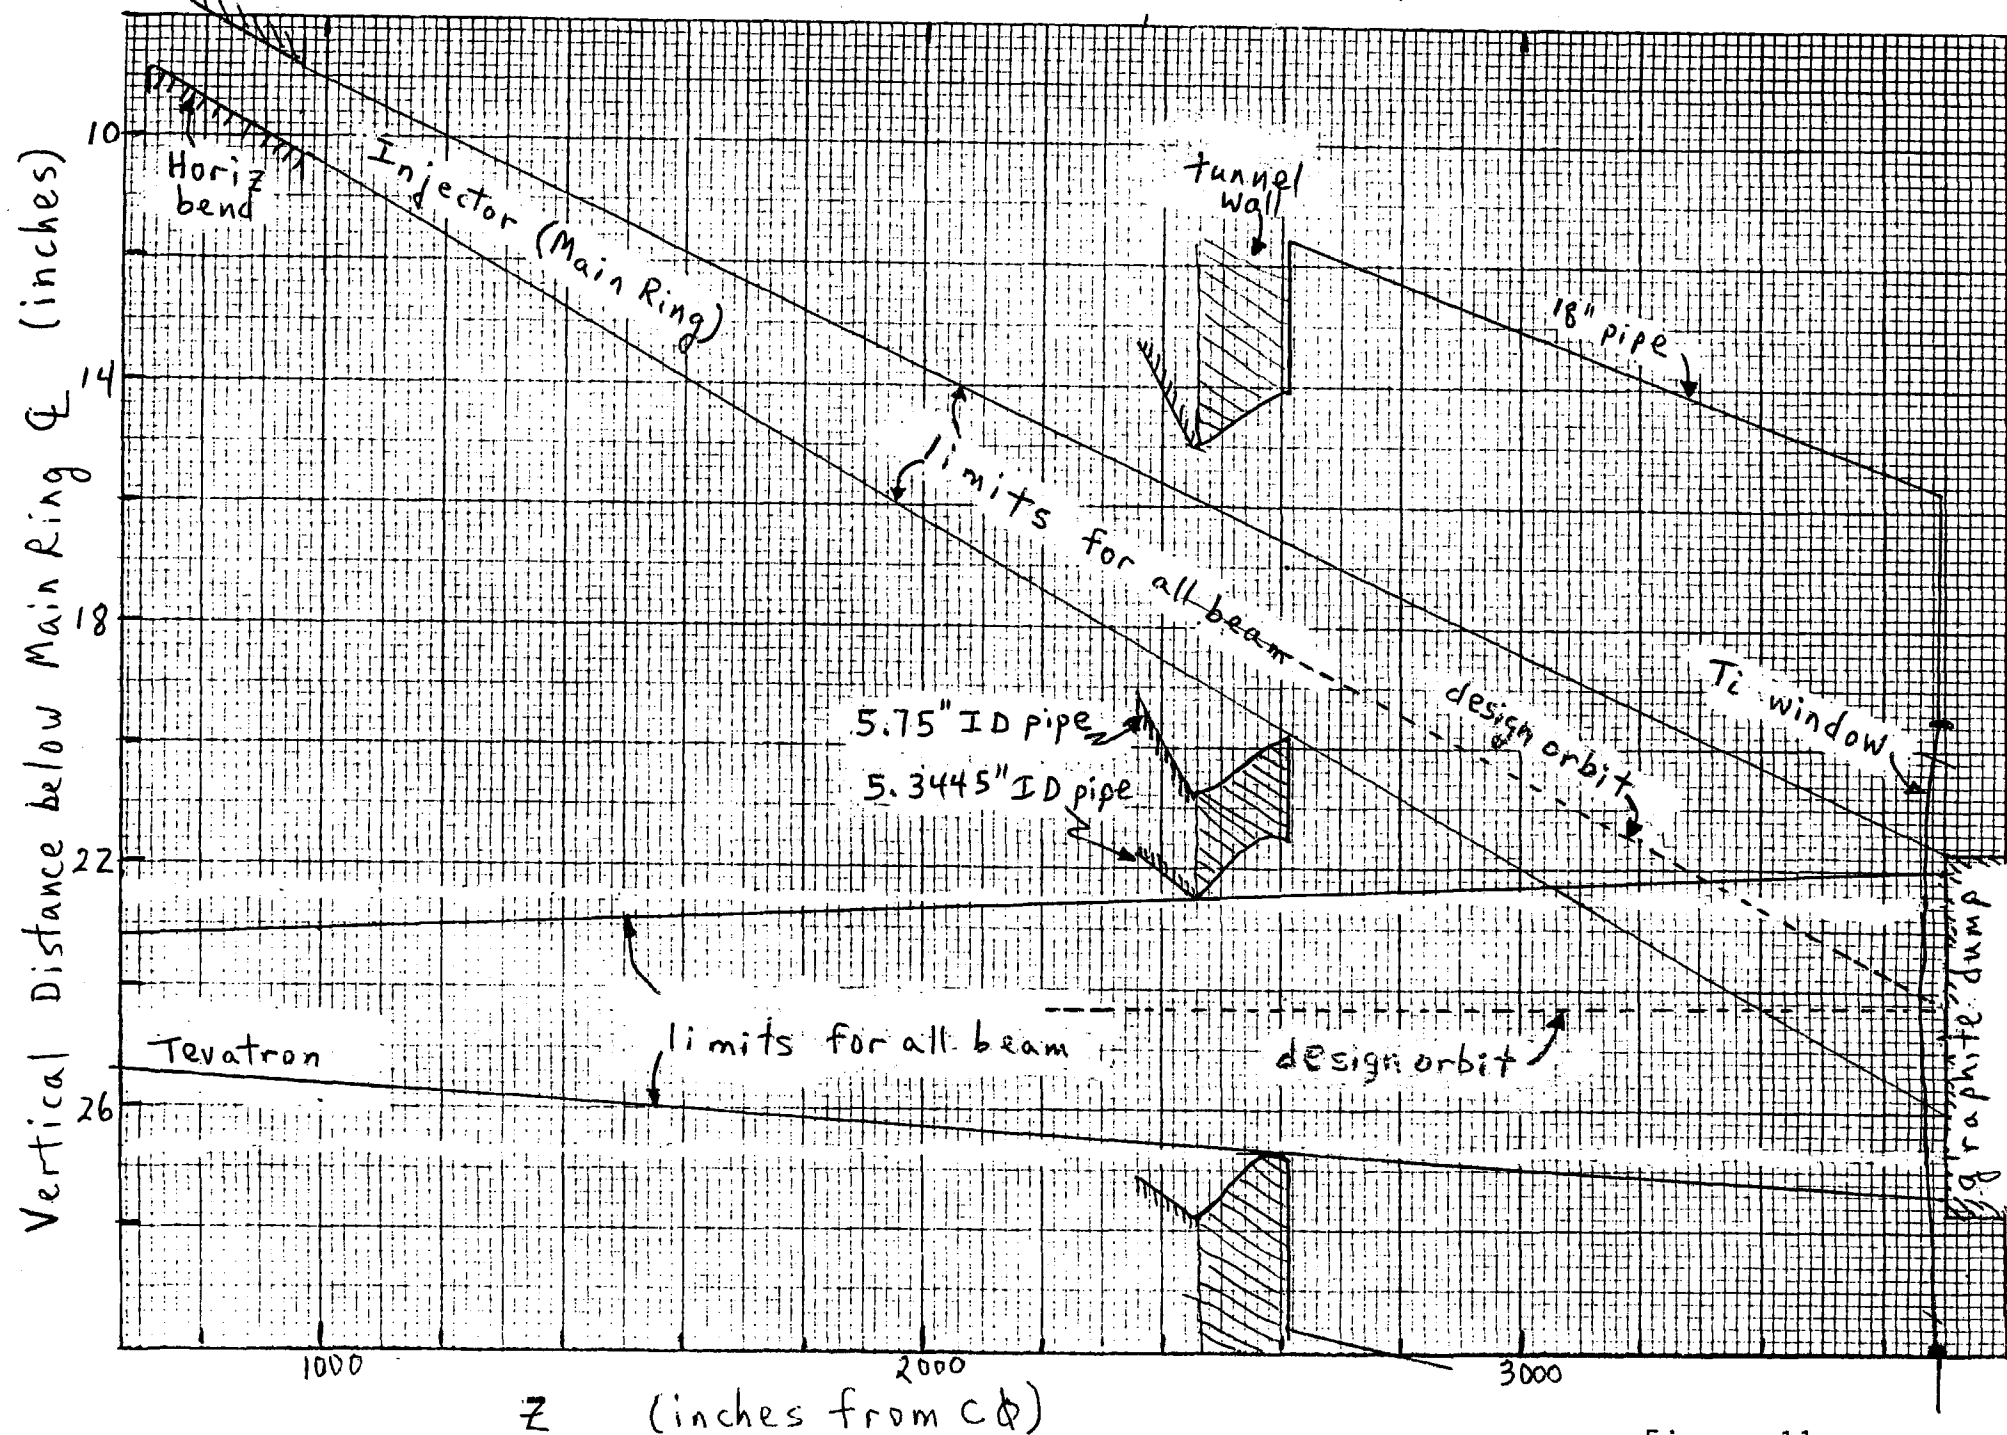 Vertical Distance below Main Ring ℄ (inches)
10
14
18
22
26
Horiz
bend
Injector (Main Ring)
tunnel
wall
18" pipe
limits for all beam
design orbit
Ti window
5.75" ID pipe
5.3445" ID pipe
graphite dump
Tevatron
limits for all beam
design orbit
1000
2000
3000
Z (inches from CØ)